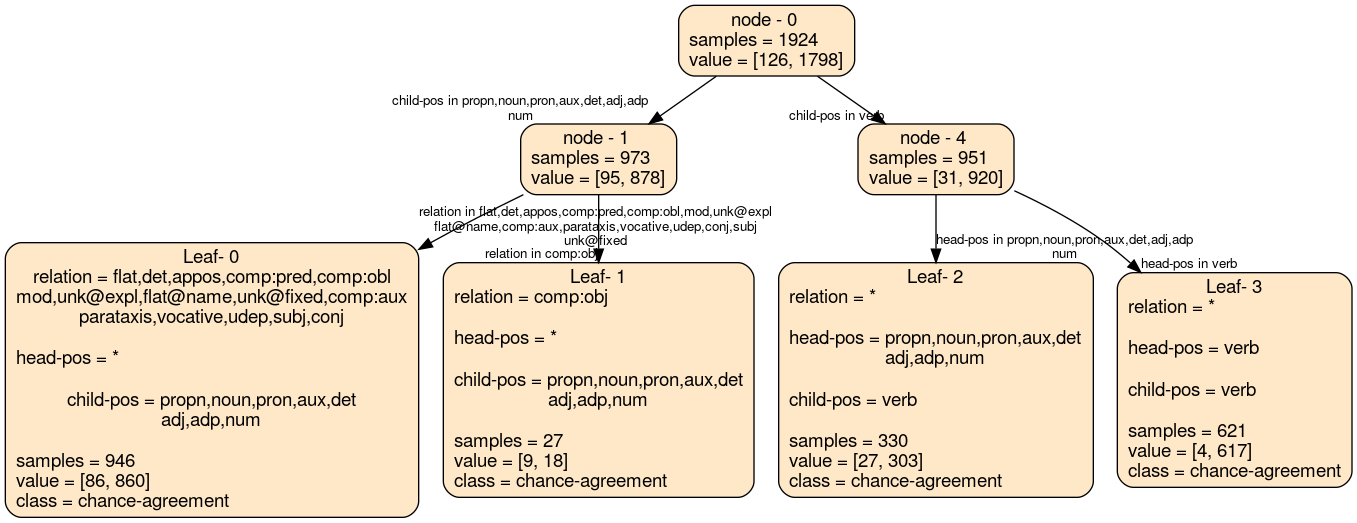 node - 0
samples = 1924
value = [126, 1798]
child-pos in propn,noun,pron,aux,det,adj,adp
num
child-pos in verb
node - 1
samples = 973
value = [95, 878]
node - 4
samples = 951
value = [31, 920]
relation in flat,det,appos,comp:pred,comp:obl,mod,unk@expl
flat@name,comp:aux,parataxis,vocative,udep,conj,subj
unk@fixed
relation in comp:obj
head-pos in propn,noun,pron,aux,det,adj,adp
num
head-pos in verb
Leaf- 0
relation = flat,det,appos,comp:pred,comp:obl
mod,unk@expl,flat@name,unk@fixed,comp:aux
parataxis,vocative,udep,subj,conj
head-pos = *
child-pos = propn,noun,pron,aux,det
adj,adp,num
samples = 946
value = [86, 860]
class = chance-agreement
Leaf- 1
relation = comp:obj
head-pos = *
child-pos = propn,noun,pron,aux,det
adj,adp,num
samples = 27
value = [9, 18]
class = chance-agreement
Leaf- 2
relation = *
head-pos = propn,noun,pron,aux,det
adj,adp,num
child-pos = verb
samples = 330
value = [27, 303]
class = chance-agreement
Leaf- 3
relation = *
head-pos = verb
child-pos = verb
samples = 621
value = [4, 617]
class = chance-agreement